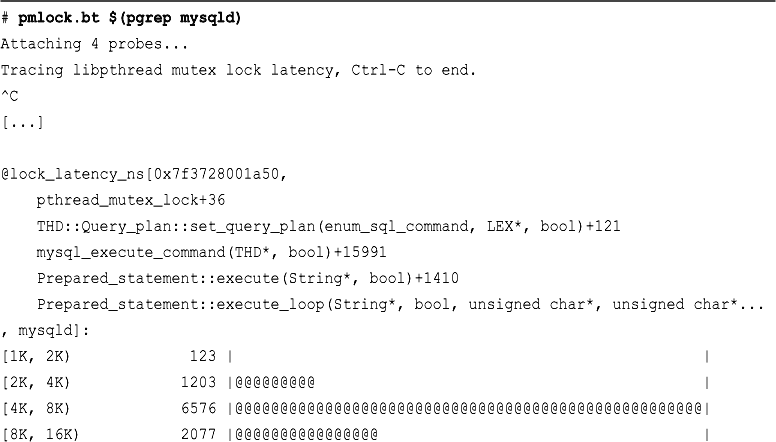 # pmlock.bt $(pgrep mysqld)
Attaching 4 probes...
Tracing libpthread mutex lock latency, Ctrl-C to end.
^C
[...]

@lock_latency_ns[0x7f3728001a50,
    pthread_mutex_lock+36
    THD::Query_plan::set_query_plan(enum_sql_command, LEX*, bool)+121
    mysql_execute_command(THD*, bool)+15991
    Prepared_statement::execute(String*, bool)+1410
    Prepared_statement::execute_loop(String*, bool, unsigned char*, unsigned char*...
, mysqld]:
[1K, 2K)             123 |                                                    |
[2K, 4K)            1203 |@@@@@@@@@                                           |
[4K, 8K)            6576 |@@@@@@@@@@@@@@@@@@@@@@@@@@@@@@@@@@@@@@@@@@@@@@@@@@@@|
[8K, 16K)           2077 |@@@@@@@@@@@@@@@@                                    |